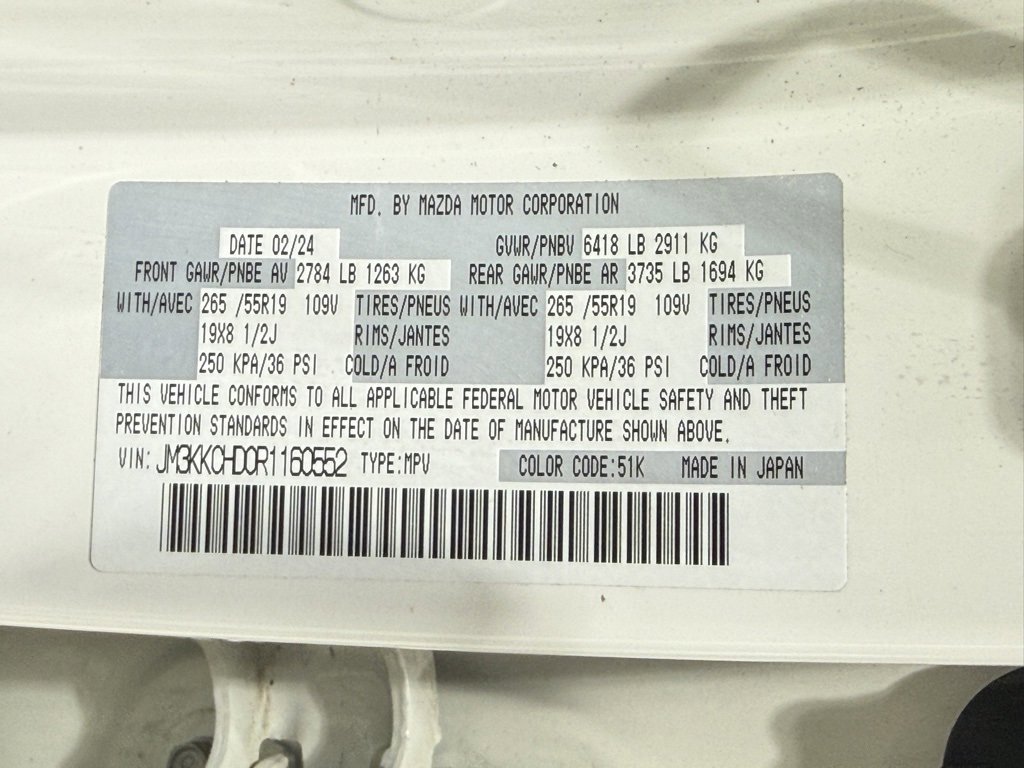 MFD. BY MAZDA MOTOR CORPORATION
DATE 02/24 GVWR/PNBV 6418 LB 2911 KG
FRONT GAWR/PNBE AV 2784 LB 1263 KG REAR GAWR/PNBE AR 3735 LB 1694 KG
WITH/AVEC 265 /55R19 109V TIRES/PNEUS WITH/AVEC 265 /55R19 109V TIRES/PNEUS
19X8 1/2J RIMS/JANTES 19X8 1/2J RIMS/JANTES
250 KPA/36 PSI COLD/A FROID 250 KPA/36 PSI COLD/A FROID
THIS VEHICLE CONFORMS TO ALL APPLICABLE FEDERAL MOTOR VEHICLE SAFETY AND THEFT
PREVENTION STANDARDS IN EFFECT ON THE DATE OF MANUFACTURE SHOWN ABOVE.
VIN: JM3KKCHD0R1160552 TYPE:MPV COLOR CODE:51K MADE IN JAPAN